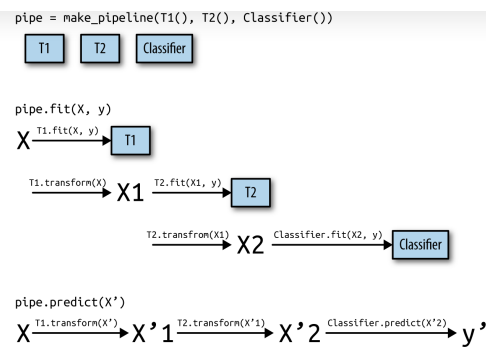 pipe = make_pipeline(T1(), T2(), Classifier())
T1 T2 Classifier
pipe.fit(X, y)
X T1.fit(X, y) T1
T1.transform(X) X1 T2.fit(X1, y) T2
T2.transfrom(X1) X2 Classifier.fit(X2, y) Classifier
pipe.predict(X’)
X T1.transform(X’) X’1 T2.transform(X’1) X’2 Classifier.predict(X’2) y’